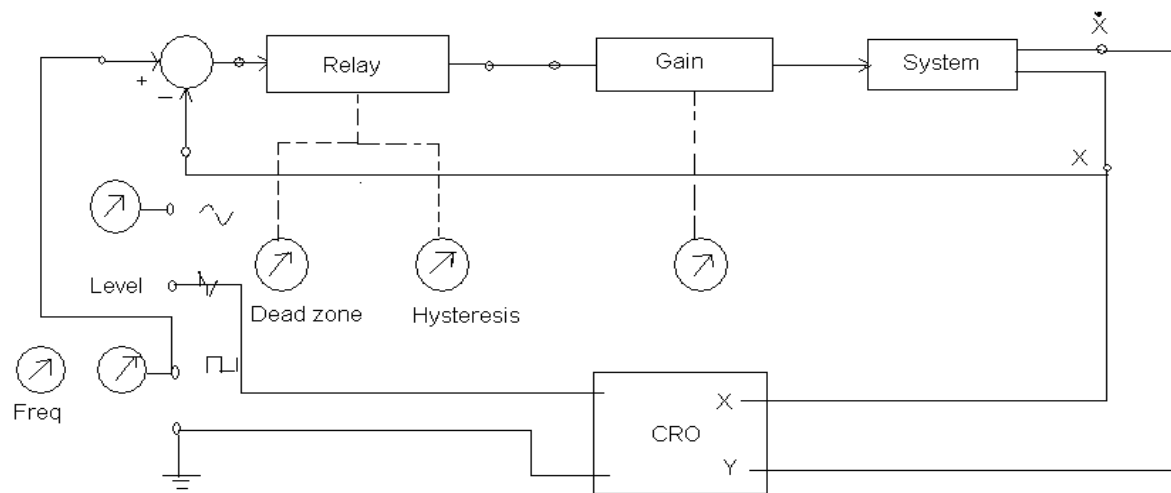 Ẋ
+
−
Relay
Gain
System
X
Level
Dead zone
Hysteresis
Freq
X
CRO
Y